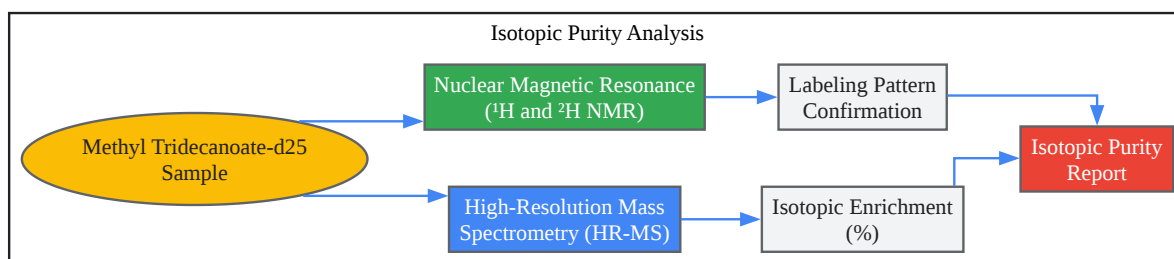 Isotopic Purity Analysis
Nuclear Magnetic Resonance
(¹H and ²H NMR)
Labeling Pattern
Confirmation
Methyl Tridecanoate-d25
Sample
Isotopic Purity
Report
High-Resolution Mass
Spectrometry (HR-MS)
Isotopic Enrichment
(%)